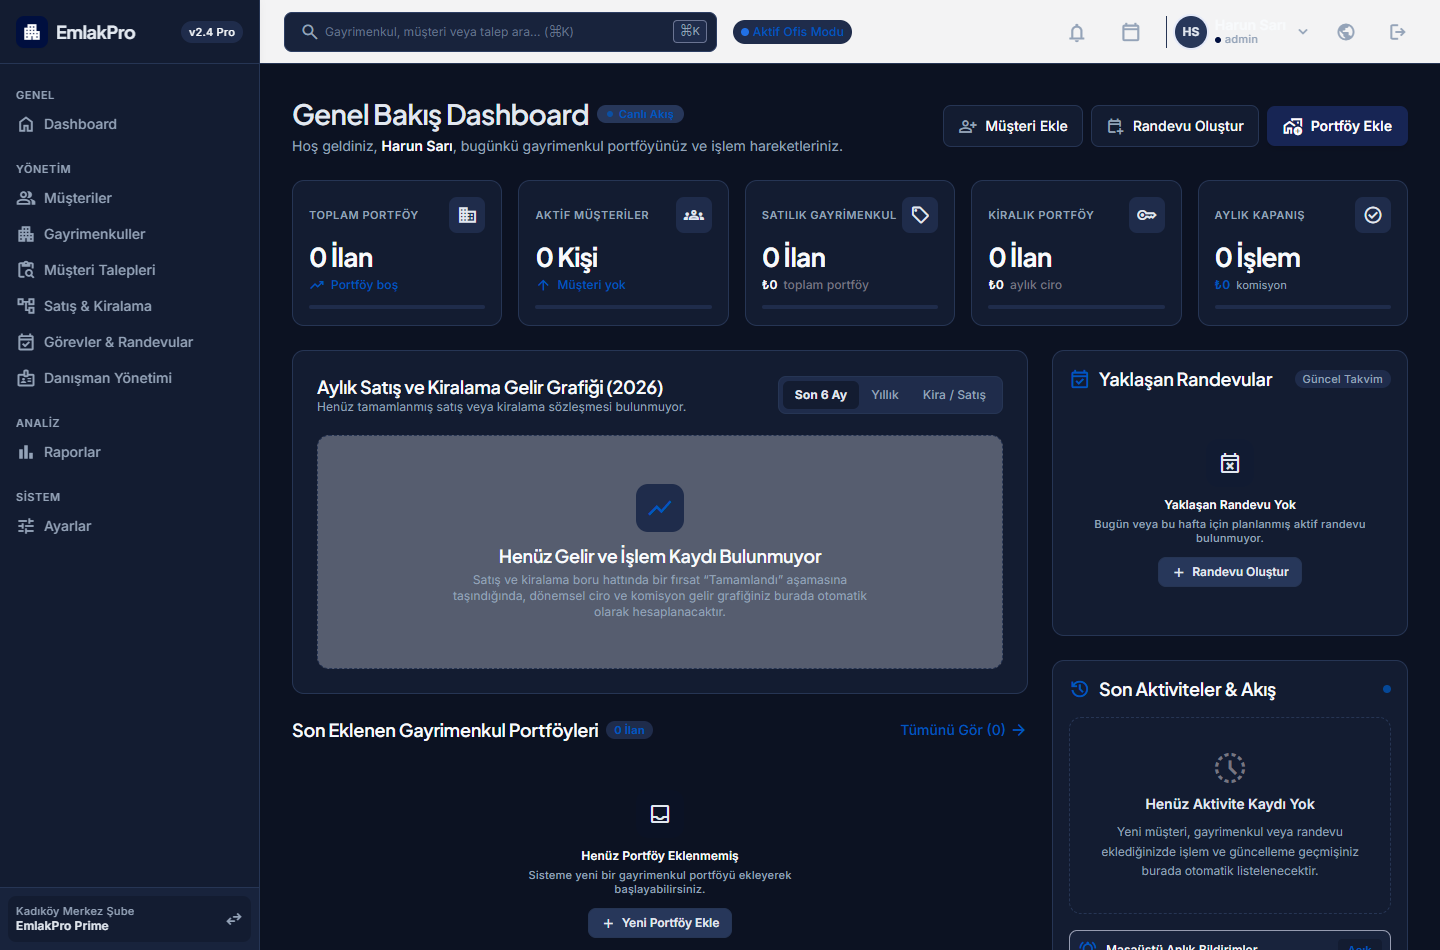 EmlakPro
v2.4 Pro
GENEL
Dashboard
YÖNETİM
Müşteriler
Gayrimenkuller
Müşteri Talepleri
Satış & Kiralama
Görevler & Randevular
Danışman Yönetimi
ANALİZ
Raporlar
SİSTEM
Ayarlar
Kadıköy Merkez Şube
EmlakPro Prime
Gayrimenkul, müşteri veya talep ara... (⌘K)
⌘K
Aktif Ofis Modu
HS
Harun Sarı
admin
Genel Bakış Dashboard
Canlı Akış
Hoş geldiniz, Harun Sarı, bugünkü gayrimenkul portföyünüz ve işlem hareketleriniz.
Müşteri Ekle
Randevu Oluştur
Portföy Ekle
TOPLAM PORTFÖY
0 İlan
Portföy boş
AKTİF MÜŞTERİLER
0 Kişi
Müşteri yok
SATILIK GAYRİMENKUL
0 İlan
₺0 toplam portföy
KİRALIK PORTFÖY
0 İlan
₺0 aylık ciro
AYLIK KAPANIŞ
0 İşlem
₺0 komisyon
Aylık Satış ve Kiralama Gelir Grafiği (2026)
Henüz tamamlanmış satış veya kiralama sözleşmesi bulunmuyor.
Son 6 Ay
Yıllık
Kira / Satış
Henüz Gelir ve İşlem Kaydı Bulunmuyor
Satış ve kiralama boru hattında bir fırsat “Tamamlandı” aşamasına
taşındığında, dönemsel ciro ve komisyon gelir grafiğiniz burada otomatik
olarak hesaplanacaktır.
Yaklaşan Randevular
Güncel Takvim
Yaklaşan Randevu Yok
Bugün veya bu hafta için planlanmış aktif randevu
bulunmuyor.
+ Randevu Oluştur
Son Aktiviteler & Akış
Henüz Aktivite Kaydı Yok
Yeni müşteri, gayrimenkul veya randevu
eklediğinizde işlem ve güncelleme geçmişiniz
burada otomatik listelenecektir.
Masaüstü Anlık Bildirimler
Açık
Son Eklenen Gayrimenkul Portföyleri
0 İlan
Tümünü Gör (0)
Henüz Portföy Eklenmemiş
Sisteme yeni bir gayrimenkul portföyü ekleyerek
başlayabilirsiniz.
+ Yeni Portföy Ekle